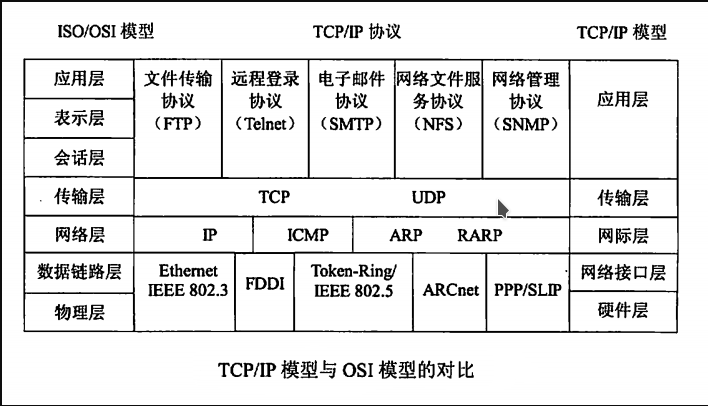 ISO/OSI 模型 TCP/IP 协议 TCP/IP 模型
应用层 文件传输 远程登录 电子邮件 网络文件服 网络管理 应用层
协议 协议 协议 务协议 协议
表示层 （FTP） （Telnet） （SMTP） （NFS） （SNMP）
会话层
传输层 TCP UDP 传输层
网络层 IP ICMP ARP RARP 网际层
数据链路层 Ethernet FDDI Token-Ring/ ARCnet PPP/SLIP 网络接口层
IEEE 802.3 IEEE 802.5
物理层 硬件层
TCP/IP 模型与 OSI 模型的对比